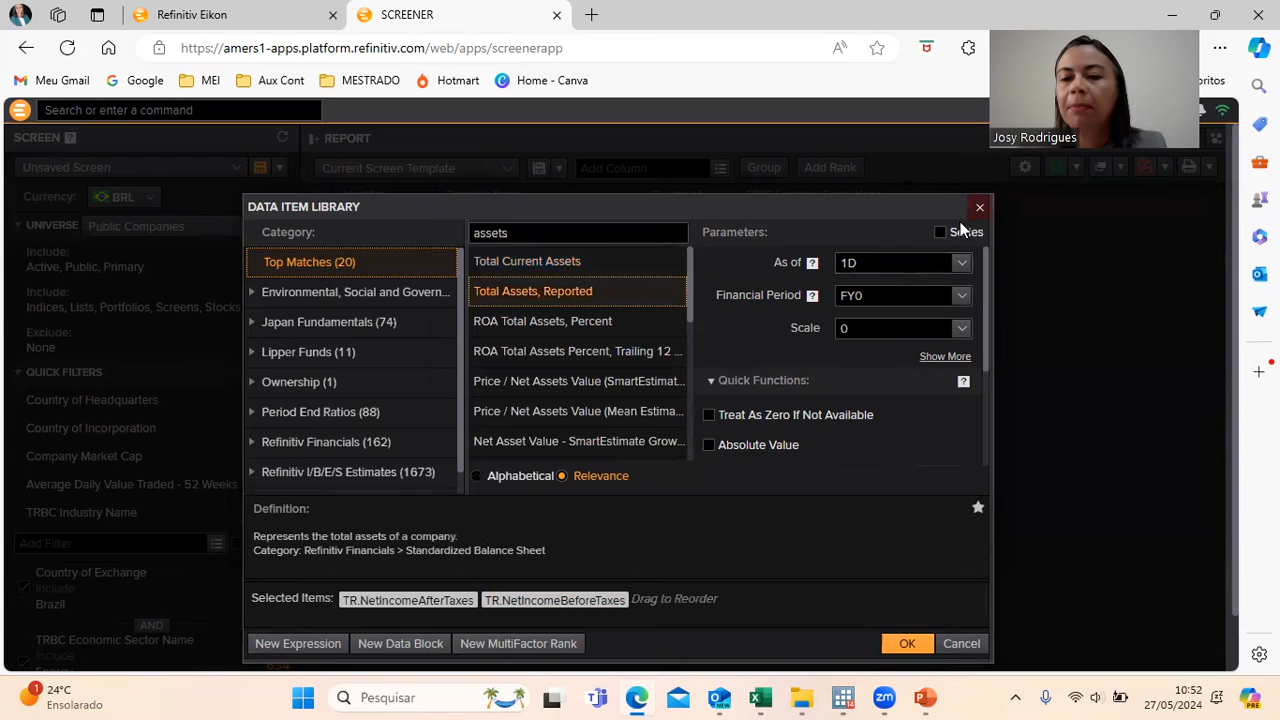 Refinitiv Eikon
SCREENER
https://amers1-apps.platform.refinitiv.com/web/apps/screenerapp
Meu Gmail
Google
MEI
Aux Cont
MESTRADO
Hotmart
Home - Canva
Search or enter a command
Josy Rodrigues
SCREEN ?
REPORT
Unsaved Screen
Current Screen Template
Add Column
Group
Add Rank
Currency: BRL
UNIVERSE Public Companies
Include:
Active, Public, Primary
Include:
Indices, Lists, Portfolios, Screens, Stocks
Exclude:
None
QUICK FILTERS
Country of Headquarters
Country of Incorporation
Company Market Cap
Average Daily Value Traded - 52 Weeks
TRBC Industry Name
Add Filter
Country of Exchange
Include
Brazil
AND
TRBC Economic Sector Name
Include
DATA ITEM LIBRARY
Category:
Top Matches (20)
Environmental, Social and Govern...
Japan Fundamentals (74)
Lipper Funds (11)
Ownership (1)
Period End Ratios (88)
Refinitiv Financials (162)
Refinitiv I/B/E/S Estimates (1673)
assets
Total Current Assets
Total Assets, Reported
ROA Total Assets, Percent
ROA Total Assets Percent, Trailing 12 ...
Price / Net Assets Value (SmartEstimat...
Price / Net Assets Value (Mean Estima...
Net Asset Value - SmartEstimate Grow...
Alphabetical
Relevance
Parameters:
Series
As of ? 1D
Financial Period ? FY0
Scale 0
Show More
Quick Functions: ?
Treat As Zero If Not Available
Absolute Value
Definition:
Represents the total assets of a company.
Category: Refinitiv Financials > Standardized Balance Sheet
Selected Items: TR.NetIncomeAfterTaxes TR.NetIncomeBeforeTaxes Drag to Reorder
New Expression
New Data Block
New MultiFactor Rank
OK
Cancel
1
24°C
Ensolarado
Pesquisar
10:52
27/05/2024